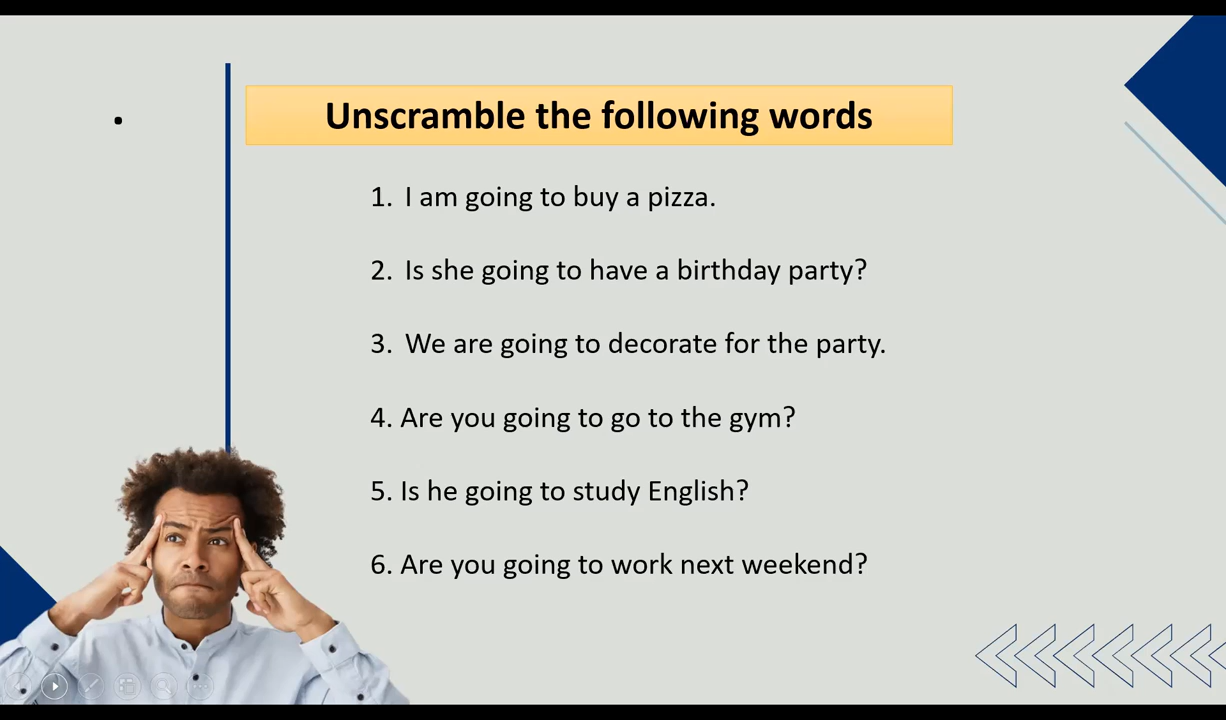 Unscramble the following words
1. I am going to buy a pizza.
2. Is she going to have a birthday party?
3. We are going to decorate for the party.
4. Are you going to go to the gym?
5. Is he going to study English?
6. Are you going to work next weekend?